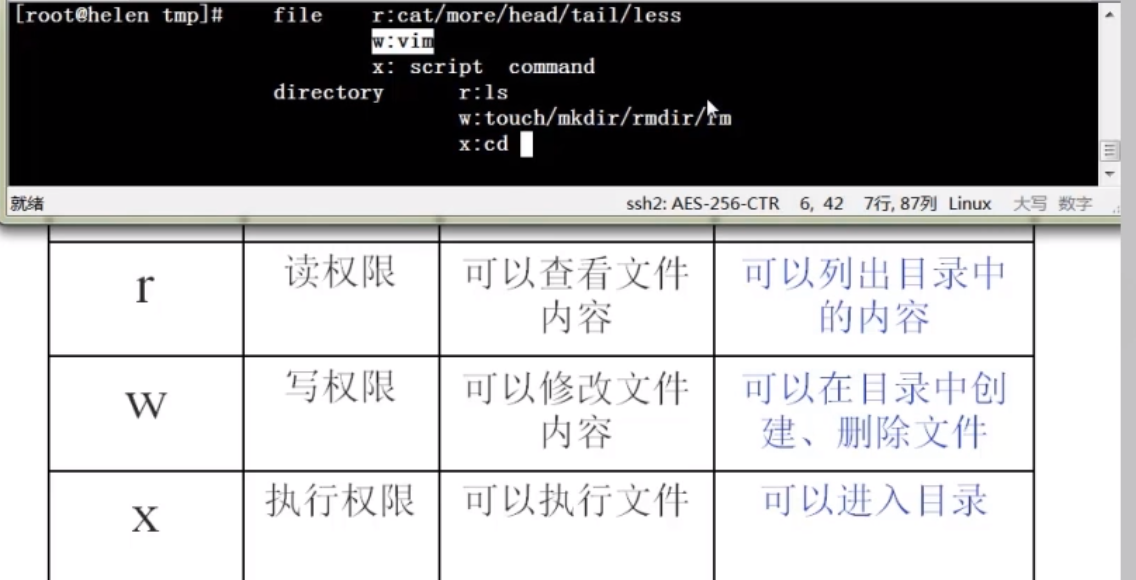 [root@helen tmp]#    file    r:cat/more/head/tail/less
w:vim
x: script  command
directory    r:ls
w:touch/mkdir/rmdir/rm
x:cd
就绪    ssh2: AES-256-CTR    6, 42    7行, 87列    Linux    大写    数字
r    读权限    可以查看文件    可以列出目录中
内容    的内容
w    写权限    可以修改文件    可以在目录中创
内容    建、删除文件
x    执行权限    可以执行文件    可以进入目录